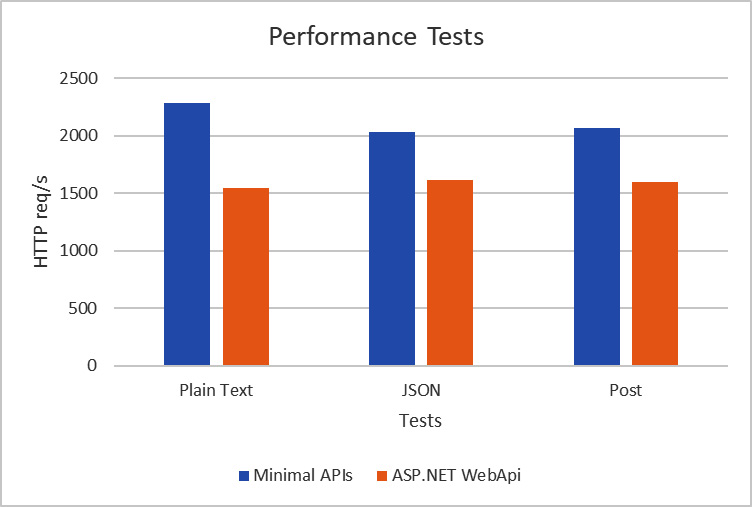 Performance Tests
2500
2000
1500
1000
500
0
HTTP req/s
Plain Text JSON Post
Tests
Minimal APIs ASP.NET WebApi